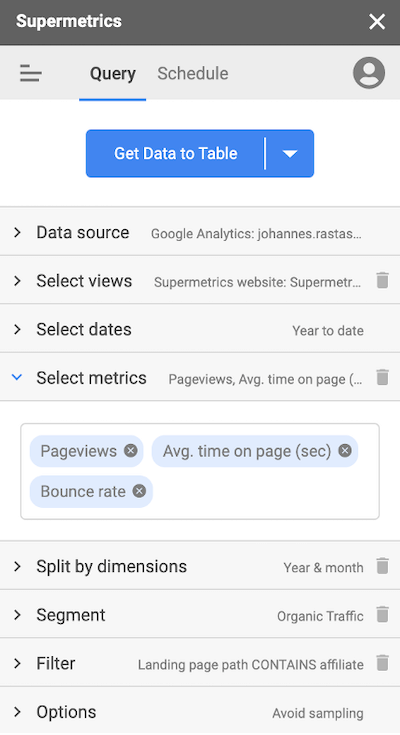 Supermetrics
Query Schedule
Get Data to Table
Data source Google Analytics: johannes.rastas...
Select views Supermetrics website: Supermetr...
Select dates Year to date
Select metrics Pageviews, Avg. time on page (...
Pageviews Avg. time on page (sec)
Bounce rate
Split by dimensions Year & month
Segment Organic Traffic
Filter Landing page path CONTAINS affiliate
Options Avoid sampling